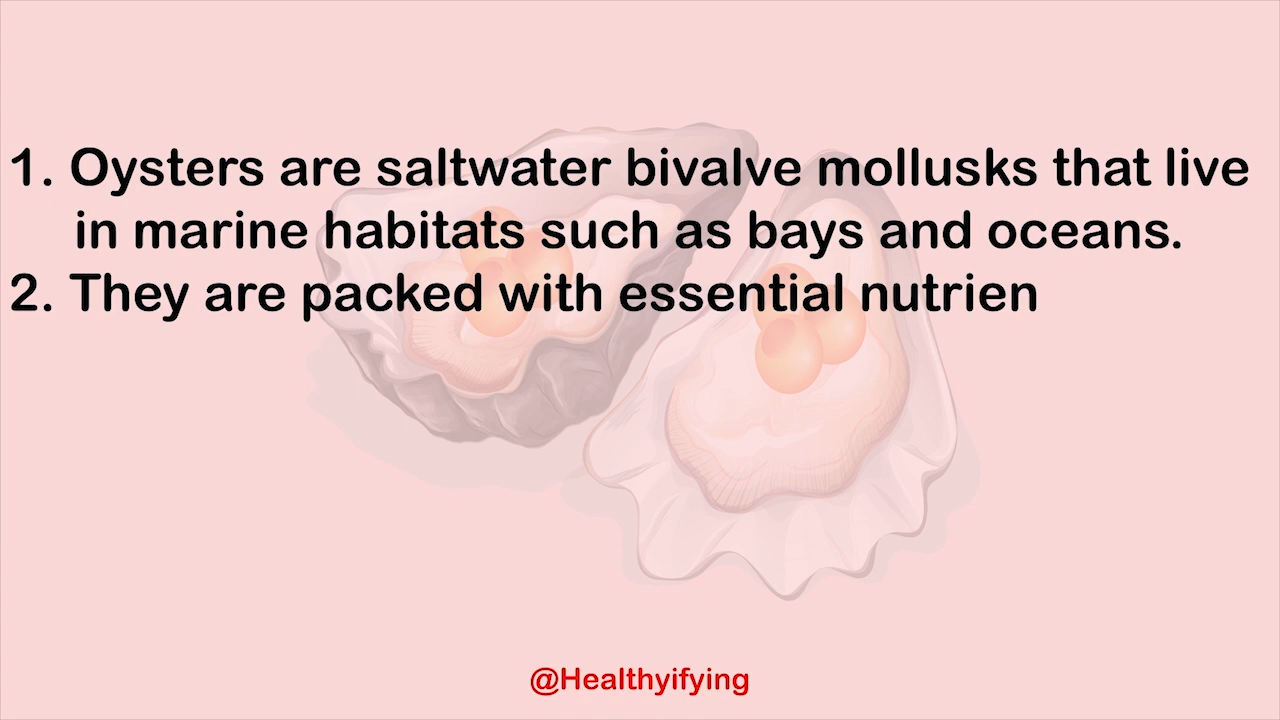 1. Oysters are saltwater bivalve mollusks that live
in marine habitats such as bays and oceans.
2. They are packed with essential nutrien
@Healthyifying